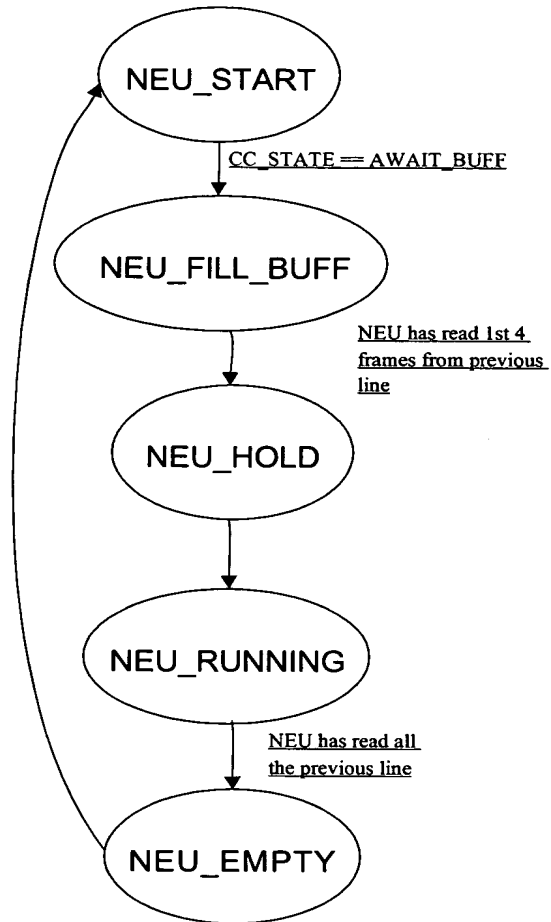 NEU_START
CC_STATE == AWAIT_BUFF
NEU_FILL_BUFF
NEU has read 1st 4
frames from previous
line
NEU_HOLD
NEU_RUNNING
NEU has read all
the previous line
NEU_EMPTY